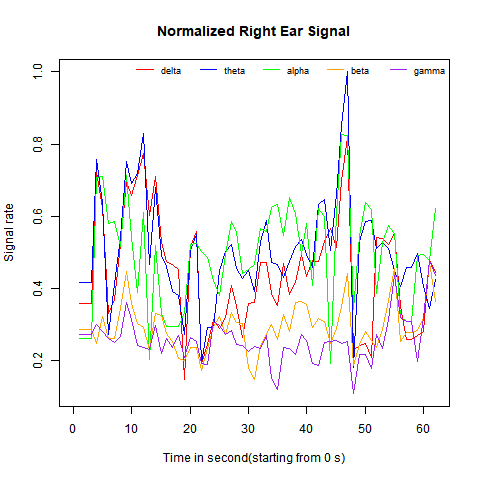 Normalized Right Ear Signal
delta theta alpha beta gamma
Signal rate
1.0
0.8
0.6
0.4
0.2
0 10 20 30 40 50 60
Time in second(starting from 0 s)